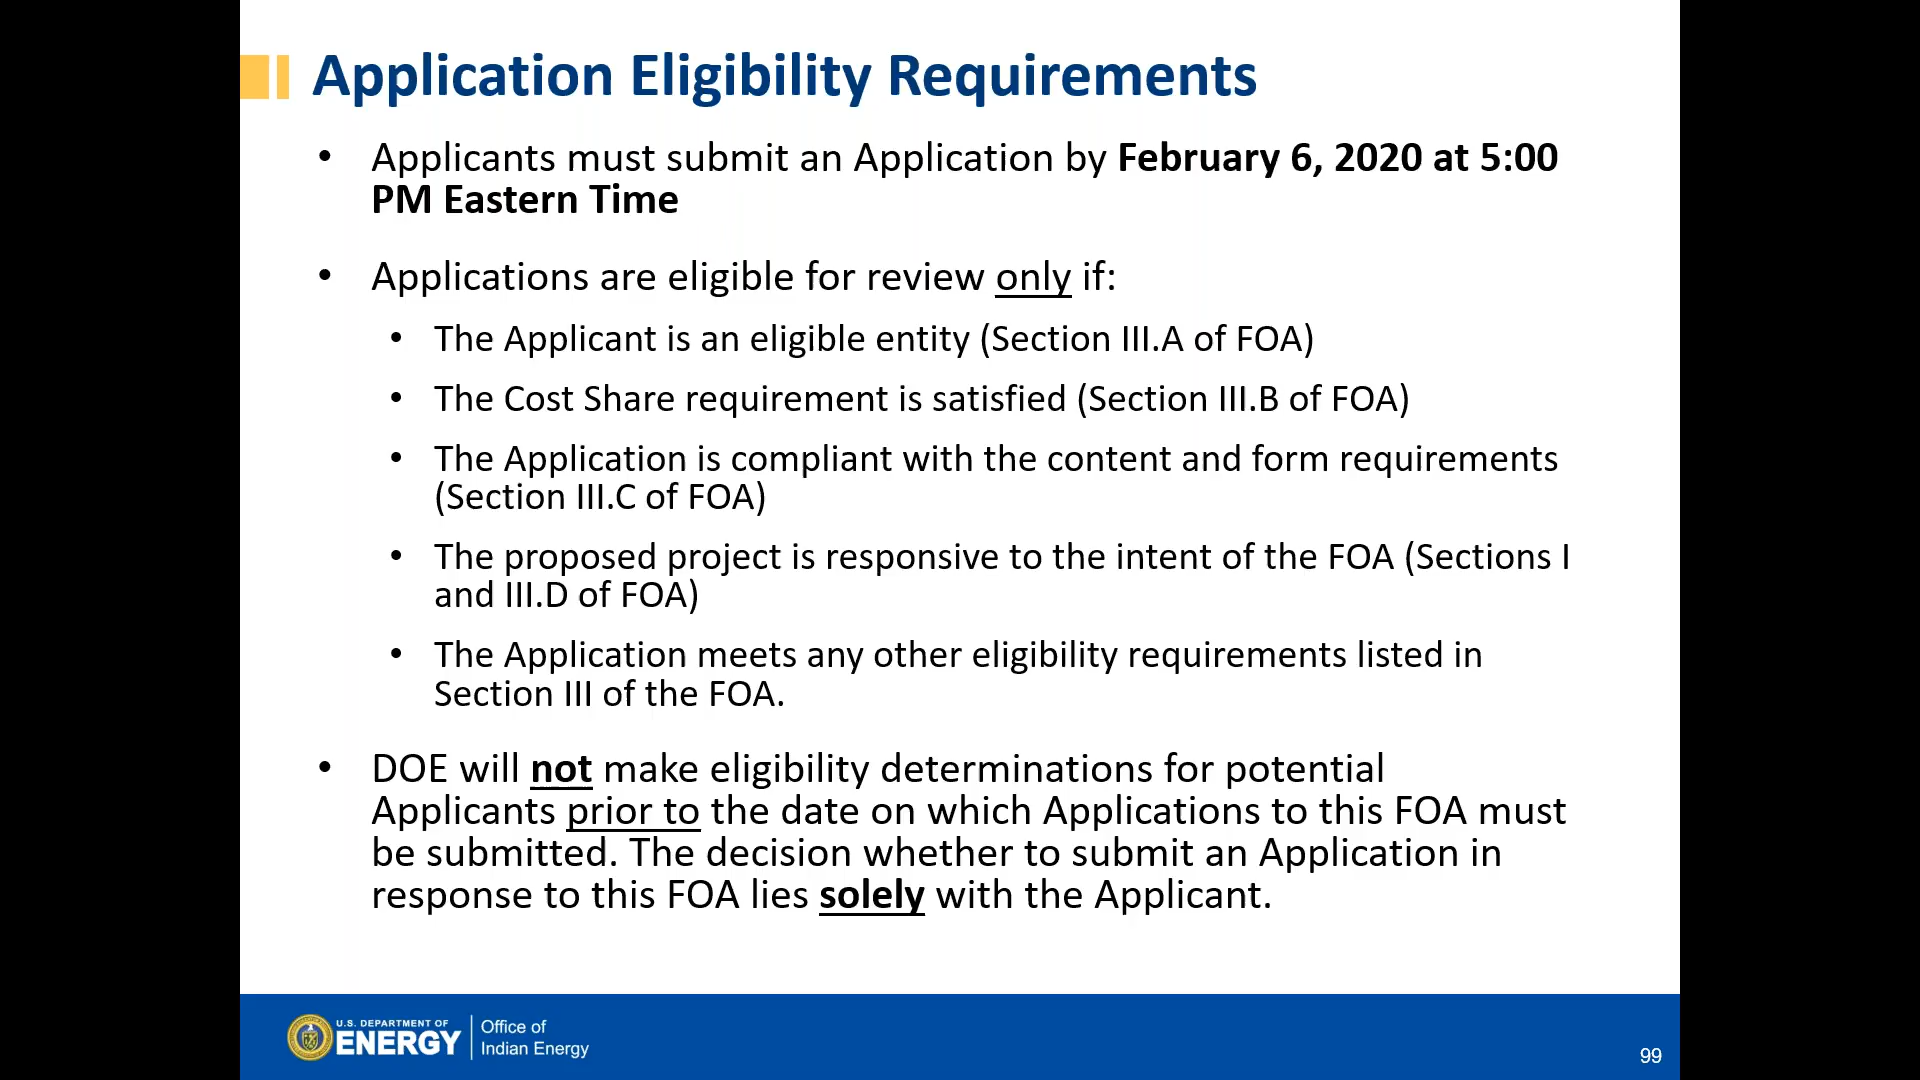 Application Eligibility Requirements
• Applicants must submit an Application by February 6, 2020 at 5:00
PM Eastern Time
• Applications are eligible for review only if:
• The Applicant is an eligible entity (Section III.A of FOA)
• The Cost Share requirement is satisfied (Section III.B of FOA)
• The Application is compliant with the content and form requirements
(Section III.C of FOA)
• The proposed project is responsive to the intent of the FOA (Sections I
and III.D of FOA)
• The Application meets any other eligibility requirements listed in
Section III of the FOA.
• DOE will not make eligibility determinations for potential
Applicants prior to the date on which Applications to this FOA must
be submitted. The decision whether to submit an Application in
response to this FOA lies solely with the Applicant.
U.S. DEPARTMENT OF
ENERGY
Office of
Indian Energy
99